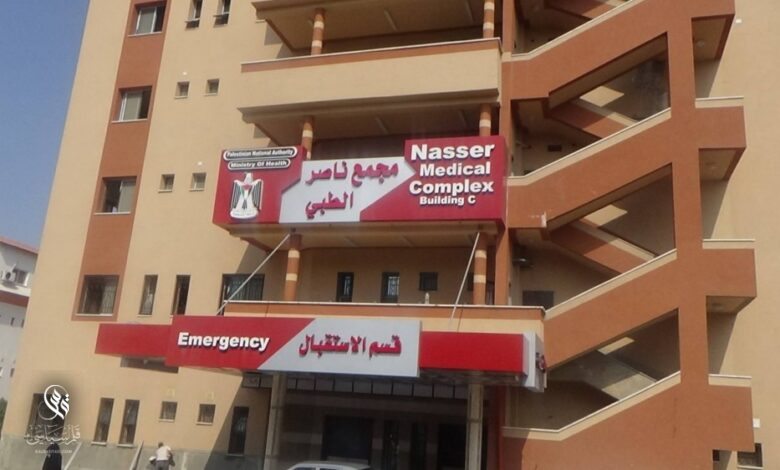 Palestinian National Authority
Ministry Of Health
مجمع ناصر
الطبي
Nasser
Medical
Complex
Building C
Emergency
قسم الاستقبال